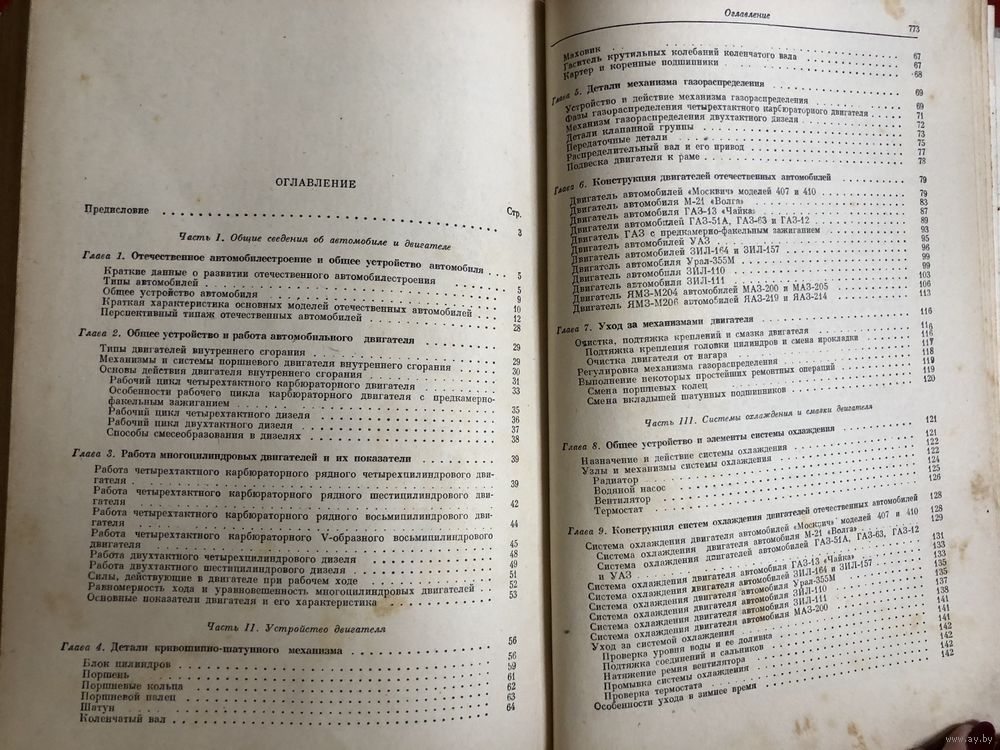 ОГЛАВЛЕНИЕ
Стр.
Предисловие . . . 3
Часть I. Общие сведения об автомобиле и двигателе
Глава 1. Отечественное автомобилестроение и общее устройство автомобиля . . . 5
Краткие данные о развитии отечественного автомобилестроения . . . 5
Типы автомобилей . . . 9
Общее устройство автомобиля . . . 10
Краткая характеристика основных моделей отечественных автомобилей . . . 12
Перспективный типаж отечественных автомобилей . . . 28
Глава 2. Общее устройство и работа автомобильного двигателя . . . 29
Типы двигателей внутреннего сгорания . . . 29
Механизмы и системы поршневого двигателя внутреннего сгорания . . . 30
Основы действия двигателя внутреннего сгорания . . . 31
Рабочий цикл четырехтактного карбюраторного двигателя . . . 33
Особенности рабочего цикла карбюраторного двигателя с предкамерно-
факельным зажиганием . . . 35
Рабочий цикл четырехтактного дизеля . . . 36
Рабочий цикл двухтактного дизеля . . . 37
Способы смесеобразования в дизелях . . . 38
Глава 3. Работа многоцилиндровых двигателей и их показатели . . . 39
Работа четырехтактного карбюраторного рядного четырехцилиндрового дви-
гателя . . . 39
Работа четырехтактного карбюраторного рядного шестицилиндрового дви-
гателя . . . 42
Работа четырехтактного карбюраторного рядного восьмицилиндрового дви-
гателя . . . 44
Работа четырехтактного карбюраторного V-образного восьмицилиндрового
двигателя . . . 45
Работа двухтактного четырехцилиндрового дизеля . . . 48
Работа двухтактного шестицилиндрового дизеля . . . 49
Силы, действующие в двигателе при рабочем ходе . . . 51
Равномерность хода и уравновешенность многоцилиндровых двигателей . . . 52
Основные показатели двигателя и его характеристика . . . 53
Часть II. Устройство двигателя
Глава 4. Детали кривошипно-шатунного механизма . . . 56
Блок цилиндров . . . 56
Поршень . . . 59
Поршневые кольца . . . 61
Поршневой палец . . . 62
Шатун . . . 63
Коленчатый вал . . . 64
Оглавление
773
Маховик . . . 67
Гаситель крутильных колебаний коленчатого вала . . . 67
Картер и коренные подшипники . . . 68
Глава 5. Детали механизма газораспределения . . . 69
Устройство и действие механизма газораспределения . . . 69
Фазы газораспределения четырехтактного карбюраторного двигателя . . . 71
Механизм газораспределения двухтактного дизеля . . . 72
Детали клапанной группы . . . 73
Передаточные детали . . . 75
Распределительный вал и его привод . . . 77
Подвеска двигателя к раме . . . 78
Глава 6. Конструкция двигателей отечественных автомобилей . . . 79
Двигатель автомобилей «Москвич» моделей 407 и 410 . . . 79
Двигатель автомобиля М-21 «Волга» . . . 83
Двигатель автомобиля ГАЗ-13 «Чайка» . . . 87
Двигатели автомобилей ГАЗ-51А, ГАЗ-63 и ГАЗ-12 . . . 89
Двигатель ГАЗ с предкамерно-факельным зажиганием . . . 93
Двигатель автомобилей УАЗ . . . 95
Двигатель автомобилей ЗИЛ-164 и ЗИЛ-157 . . . 96
Двигатель автомобиля Урал-355М . . . 99
Двигатель автомобиля ЗИЛ-110 . . . 99
Двигатель автомобиля ЗИЛ-111 . . . 103
Двигатель ЯМЗ-М204 автомобилей МАЗ-200 и МАЗ-205 . . . 106
Двигатель ЯМЗ-М206 автомобилей ЯАЗ-219 и ЯАЗ-214 . . . 113
Глава 7. Уход за механизмами двигателя . . . 116
Очистка, подтяжка креплений и смазка двигателя . . . 116
Подтяжка крепления головки цилиндров и смена прокладки . . . 116
Очистка двигателя от нагара . . . 117
Регулировка механизма газораспределения . . . 118
Выполнение некоторых простейших ремонтных операций . . . 119
Смена поршневых колец . . . 119
Смена вкладышей шатунных подшипников . . . 120
Часть III. Системы охлаждения и смазки двигателя
Глава 8. Общее устройство и элементы системы охлаждения . . . 121
Назначение и действие системы охлаждения . . . 121
Узлы и механизмы системы охлаждения . . . 122
Радиатор . . . 122
Водяной насос . . . 124
Вентилятор . . . 125
Термостат . . . 126
Глава 9. Конструкция систем охлаждения двигателей отечественных автомобилей . . . 128
Система охлаждения двигателя автомобилей «Москвич» моделей 407 и 410 . . . 128
Система охлаждения двигателя автомобиля М-21 «Волга» . . . 129
Система охлаждения двигателей автомобилей ГАЗ-51А, ГАЗ-63, ГАЗ-12
и УАЗ . . . 131
Система охлаждения двигателя автомобиля ГАЗ-13 «Чайка» . . . 133
Система охлаждения двигателя автомобилей ЗИЛ-164 и ЗИЛ-157 . . . 133
Система охлаждения двигателя автомобиля Урал-355М . . . 135
Система охлаждения двигателя автомобиля ЗИЛ-110 . . . 135
Система охлаждения двигателя автомобиля ЗИЛ-111 . . . 137
Система охлаждения двигателя автомобиля МАЗ-200 . . . 138
Уход за системой охлаждения . . . 141
Проверка уровня воды и ее доливка . . . 141
Подтяжка соединений и сальников . . . 141
Натяжение ремня вентилятора . . . 142
Промывка системы охлаждения . . . 142
Проверка термостата . . . 142
Особенности ухода в зимнее время . . . 142
www.ay.by